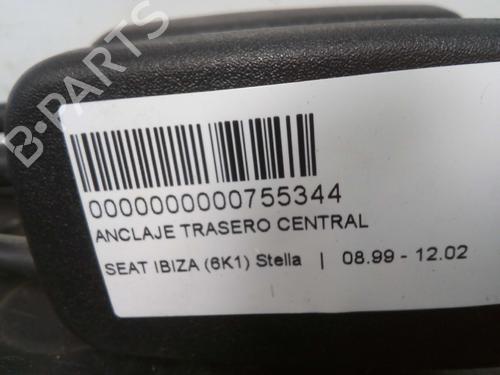 B-PARTS
0000000000755344
ANCLAJE TRASERO CENTRAL
SEAT IBIZA (6K1) Stella | 08.99 - 12.02